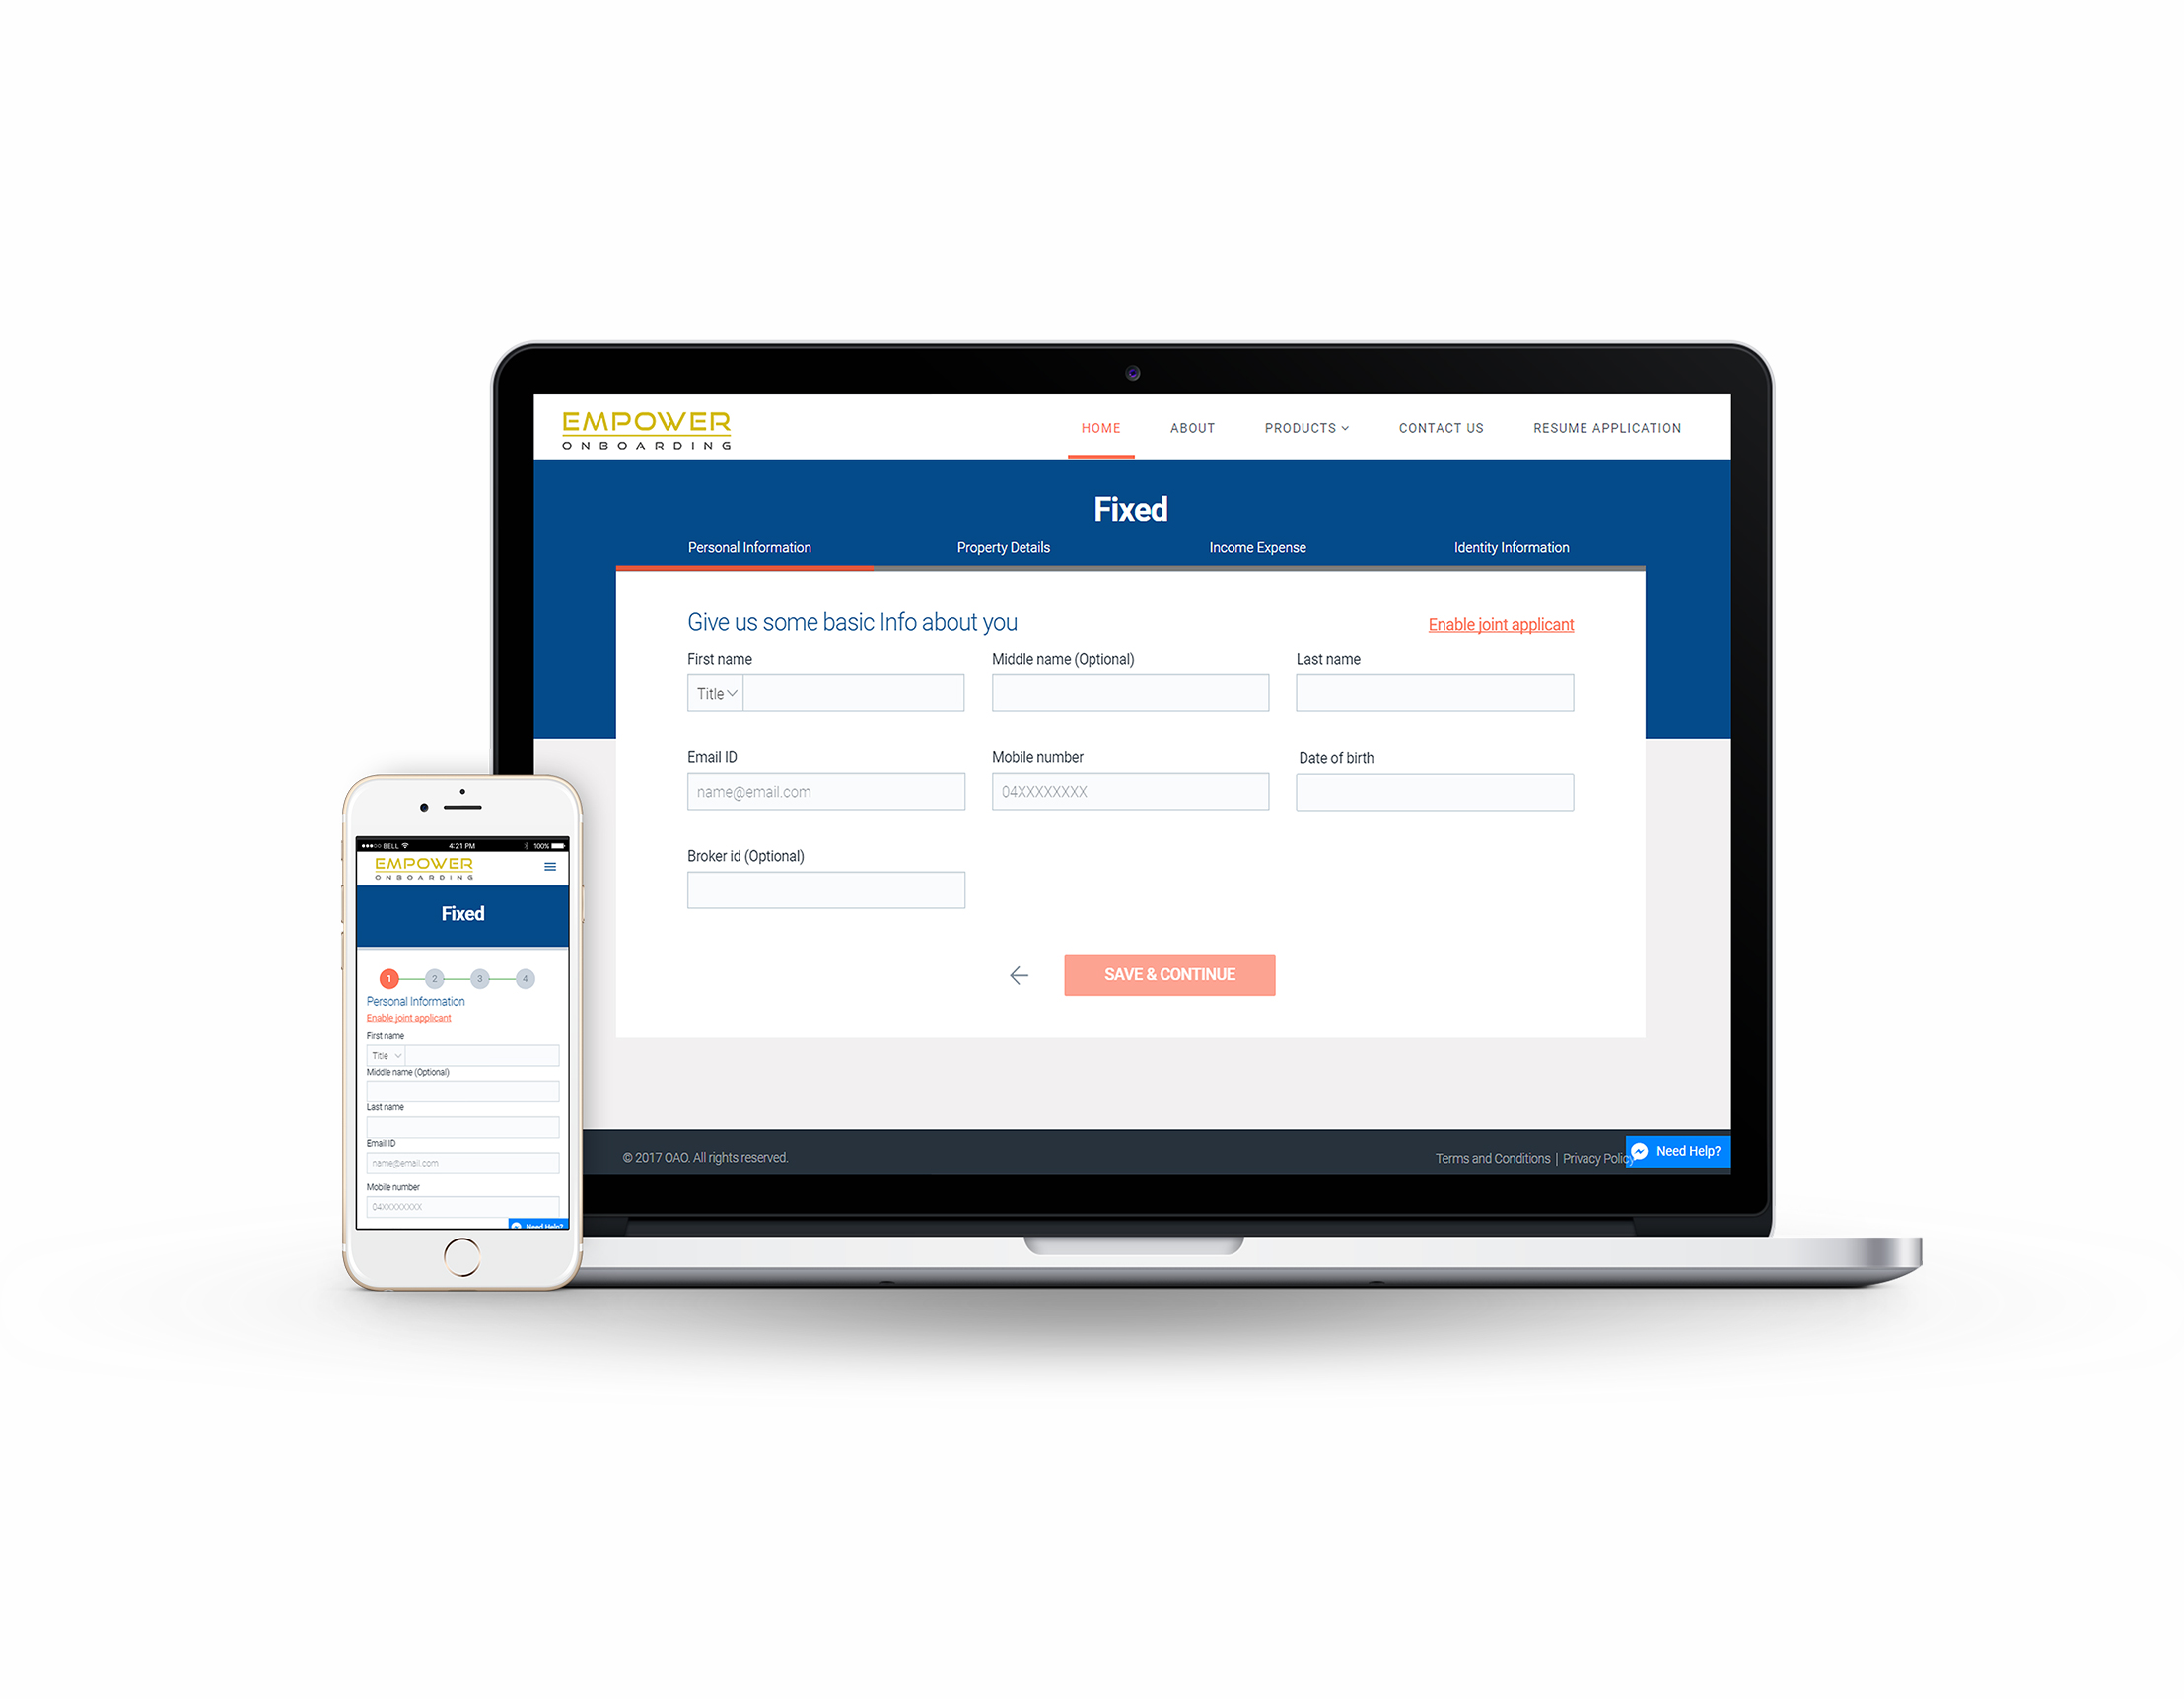 EMPOWER
ONBOARDING
HOME ABOUT PRODUCTS CONTACT US RESUME APPLICATION
Fixed
Personal Information Property Details Income Expense Identity Information
Give us some basic Info about you Enable joint applicant
First name Middle name (Optional) Last name
Title
Email ID Mobile number Date of birth
name@email.com 04XXXXXXXX
Broker id (Optional)
SAVE & CONTINUE
© 2017 OAO. All rights reserved. Terms and Conditions | Privacy Policy Need Help?
BELL 4:21 PM 100%
EMPOWER
ONBOARDING
Fixed
1 2 3 4
Personal Information
Enable joint applicant
First name
Title
Middle name (Optional)
Last name
Email ID
name@email.com
Mobile number
04XXXXXXXX
Need Help?